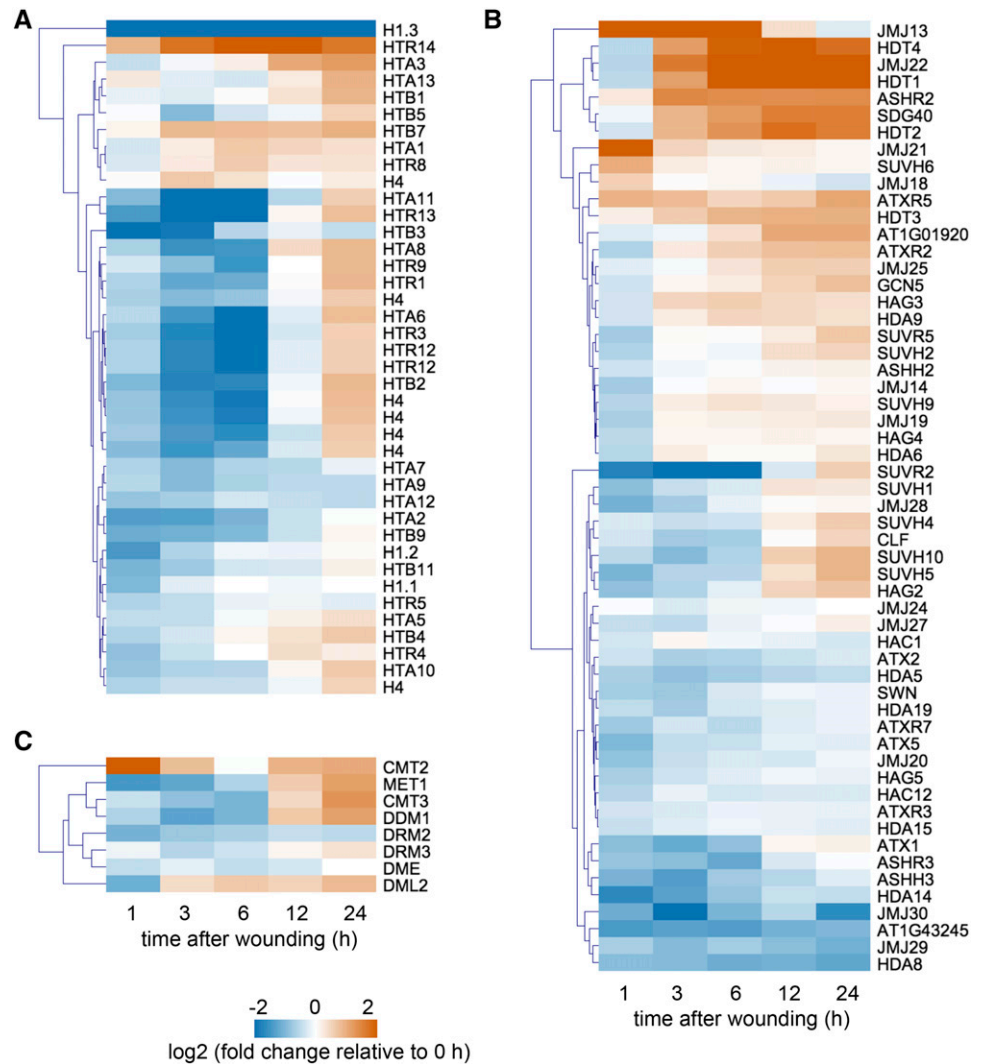 A
H1.3
HTR14
HTA3
HTA13
HTB1
HTB5
HTB7
HTA1
HTR8
H4
HTA11
HTR13
HTB3
HTA8
HTR9
HTR1
H4
HTA6
HTR3
HTR12
HTR12
HTB2
H4
H4
H4
H4
HTA7
HTA9
HTA12
HTA2
HTB9
H1.2
HTB11
H1.1
HTR5
HTA5
HTB4
HTR4
HTA10
H4
C
CMT2
MET1
CMT3
DDM1
DRM2
DRM3
DME
DML2
1 3 6 12 24
time after wounding (h)
-2 0 2
log2 (fold change relative to 0 h)
B
JMJ13
HDT4
JMJ22
HDT1
ASHR2
SDG40
HDT2
JMJ21
SUVH6
JMJ18
ATXR5
HDT3
AT1G01920
ATXR2
JMJ25
GCN5
HAG3
HDA9
SUVR5
SUVH2
ASHH2
JMJ14
SUVH9
JMJ19
HAG4
HDA6
SUVR2
SUVH1
JMJ28
SUVH4
CLF
SUVH10
SUVH5
HAG2
JMJ24
JMJ27
HAC1
ATX2
HDA5
SWN
HDA19
ATXR7
ATX5
JMJ20
HAG5
HAC12
ATXR3
HDA15
ATX1
ASHR3
ASHH3
HDA14
JMJ30
AT1G43245
JMJ29
HDA8
1 3 6 12 24
time after wounding (h)